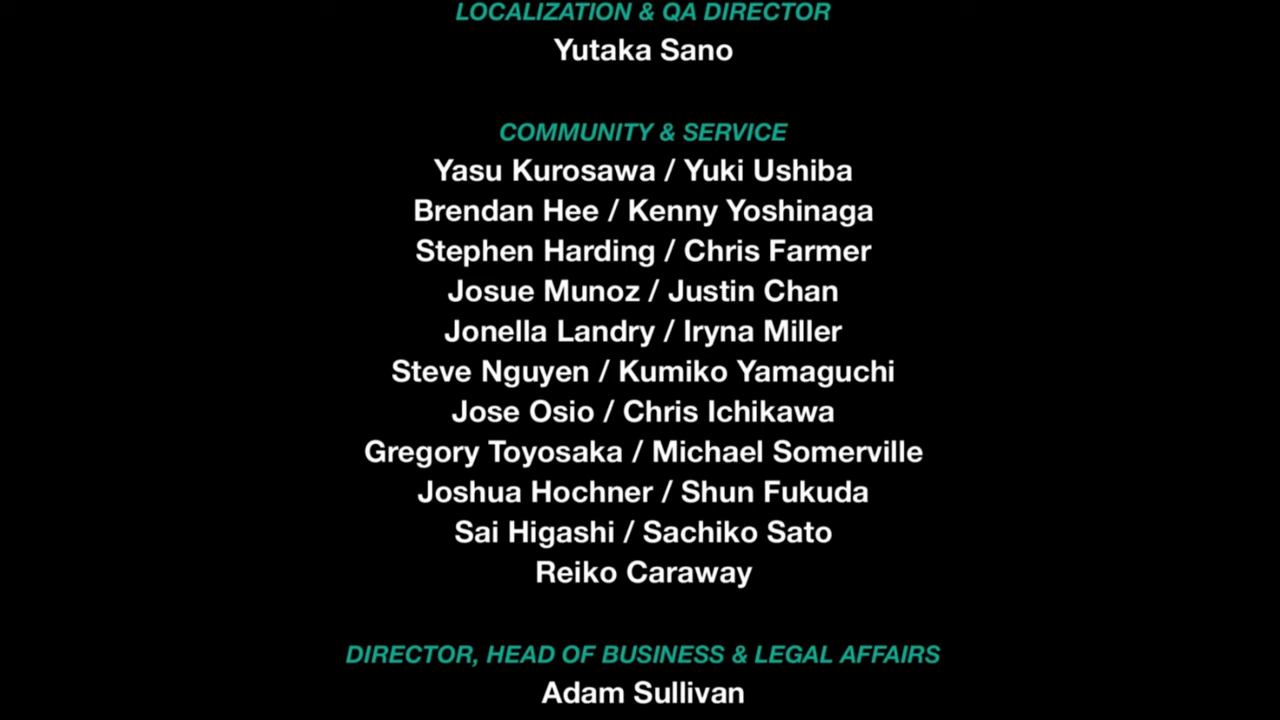 LOCALIZATION & QA DIRECTOR
Yutaka Sano
COMMUNITY & SERVICE
Yasu Kurosawa / Yuki Ushiba
Brendan Hee / Kenny Yoshinaga
Stephen Harding / Chris Farmer
Josue Munoz / Justin Chan
Jonella Landry / Iryna Miller
Steve Nguyen / Kumiko Yamaguchi
Jose Osio / Chris Ichikawa
Gregory Toyosaka / Michael Somerville
Joshua Hochner / Shun Fukuda
Sai Higashi / Sachiko Sato
Reiko Caraway
DIRECTOR, HEAD OF BUSINESS & LEGAL AFFAIRS
Adam Sullivan